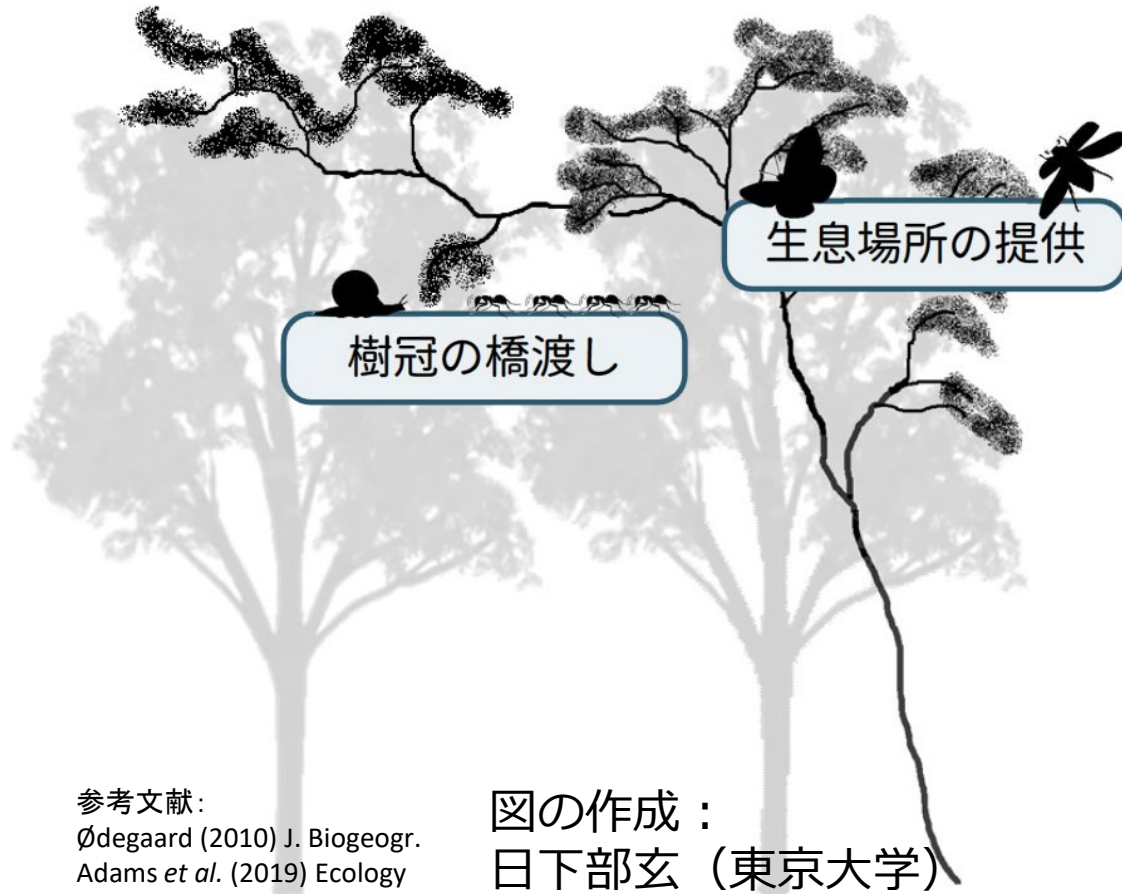 生息場所の提供
樹冠の橋渡し
参考文献：
Ødegaard (2010) J. Biogeogr.
Adams et al. (2019) Ecology
図の作成：
日下部玄（東京大学）